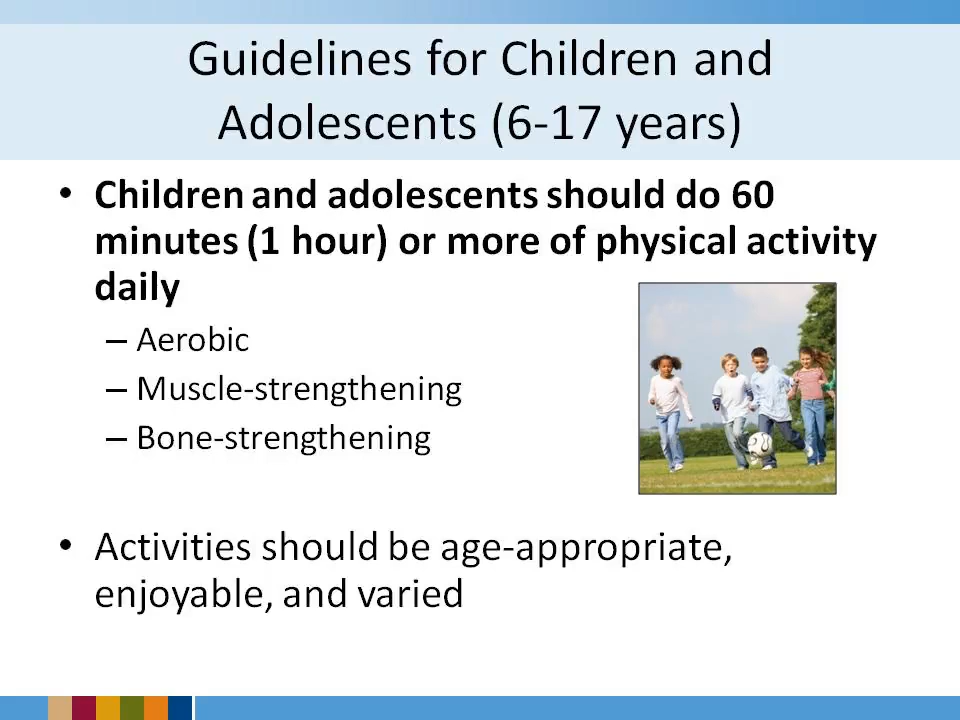 Guidelines for Children and
Adolescents (6-17 years)
• Children and adolescents should do 60
minutes (1 hour) or more of physical activity
daily
– Aerobic
– Muscle-strengthening
– Bone-strengthening
• Activities should be age-appropriate,
enjoyable, and varied